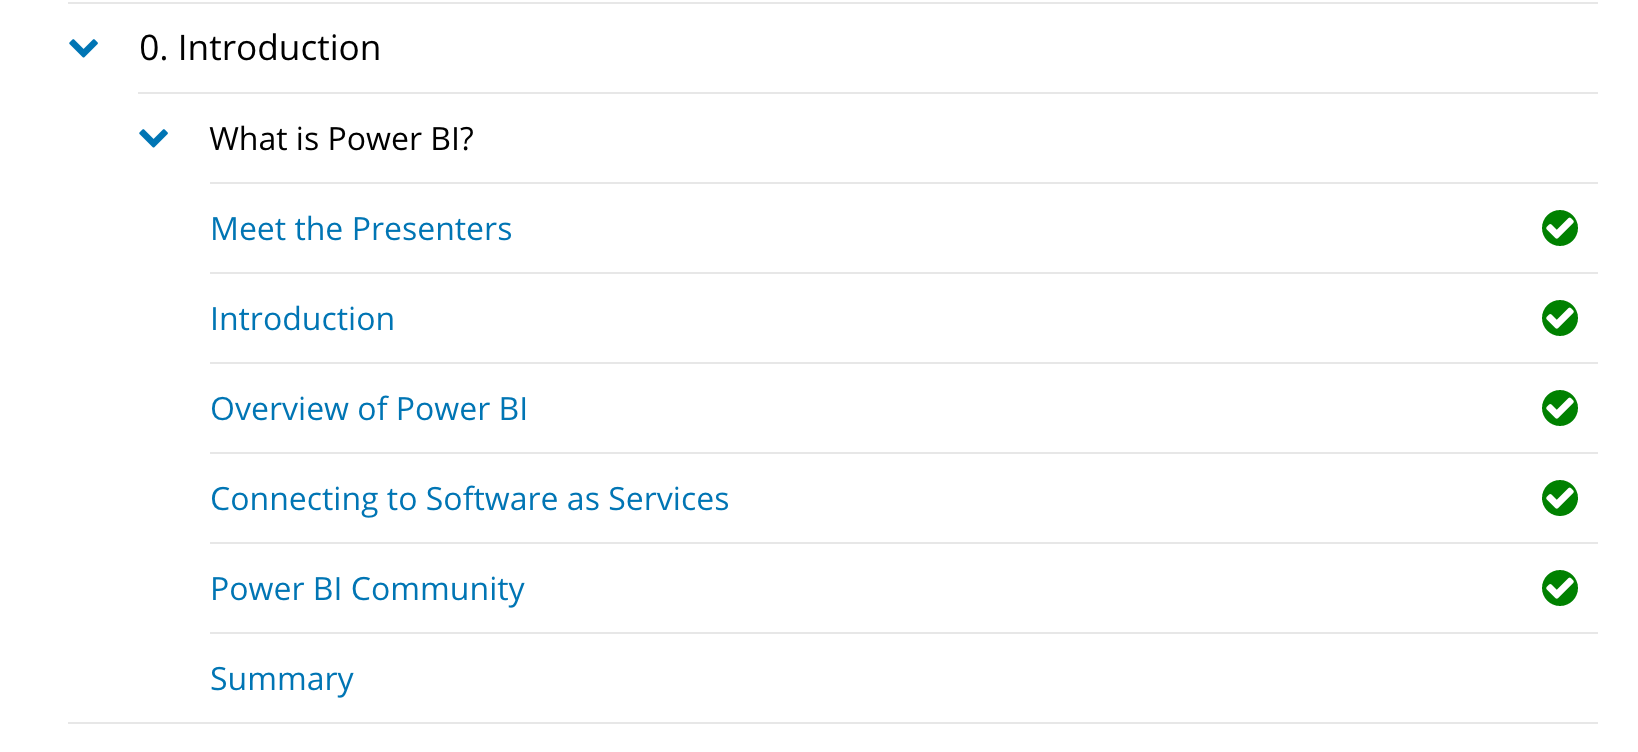 0. Introduction
What is Power BI?
Meet the Presenters
Introduction
Overview of Power BI
Connecting to Software as Services
Power BI Community
Summary